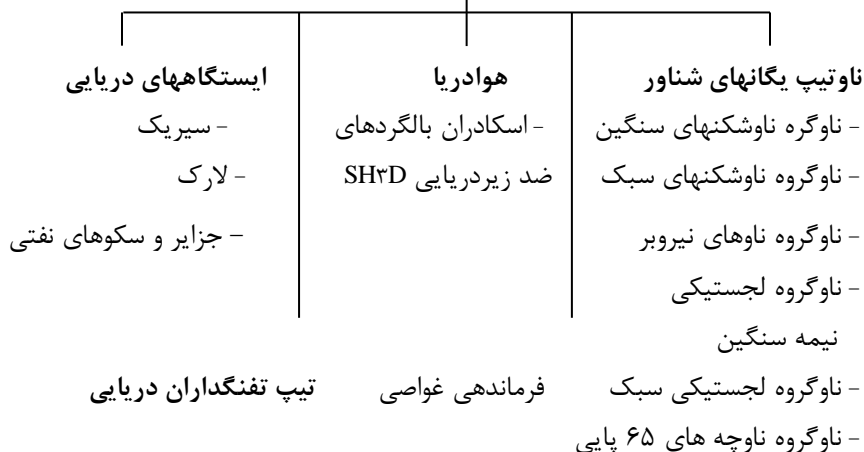 ناوتیپ یگانهای شناور
- ناوگره ناوشکنهای سنگین
- ناوگروه ناوشکنهای سبک
- ناوگروه ناوهای نیروبر
- ناوگروه لجستیکی
نیمه سنگین
- ناوگروه لجستیکی سبک
- ناوگروه ناوچه های ۶۵ پایی
هوادریا
- اسکادران بالگردهای
ضد زیردریایی SH۳D
فرماندهی غواصی
ایستگاههای دریایی
- سیریک
- لارک
- جزایر و سکوهای نفتی
تیپ تفنگداران دریایی